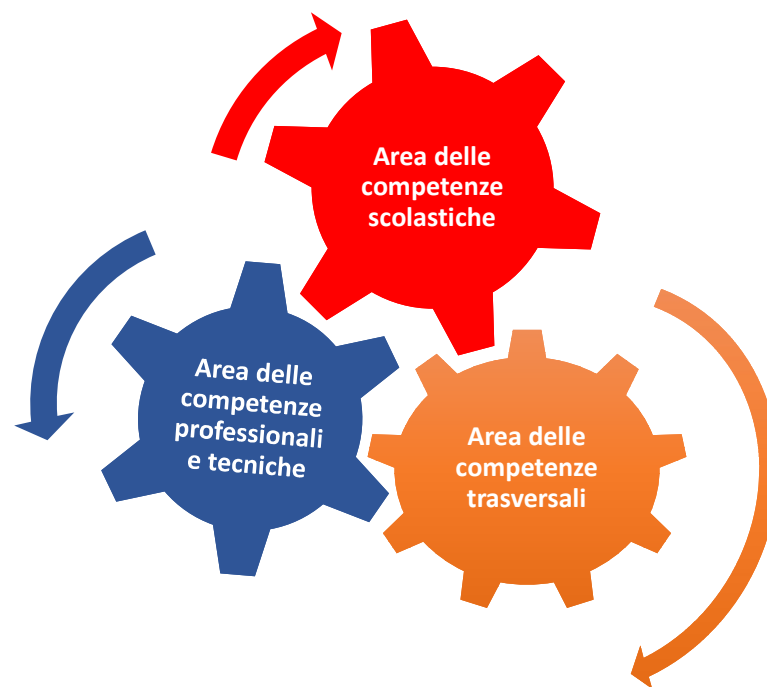 Area delle
competenze
scolastiche
Area delle
competenze
professionali
e tecniche
Area delle
competenze
trasversali